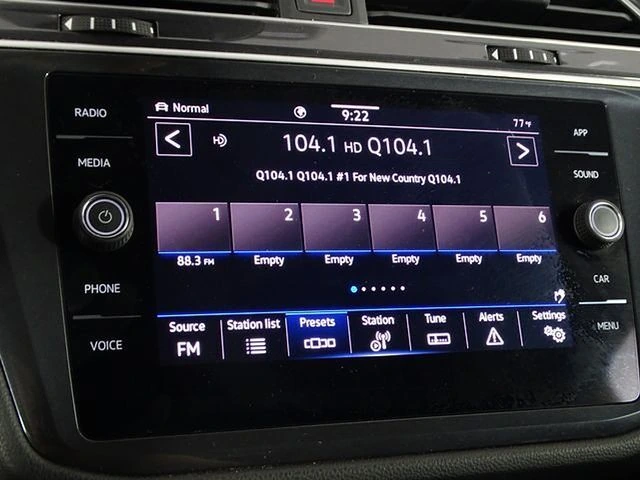 Normal
9:22
77°F
RADIO
MEDIA
PHONE
VOICE
APP
SOUND
CAR
MENU
HD
104.1 HD Q104.1
Q104.1 Q104.1 #1 For New Country Q104.1
1 2 3 4 5 6
88.3 FM Empty Empty Empty Empty Empty
Source Station list Presets Station Tune Alerts Settings
FM